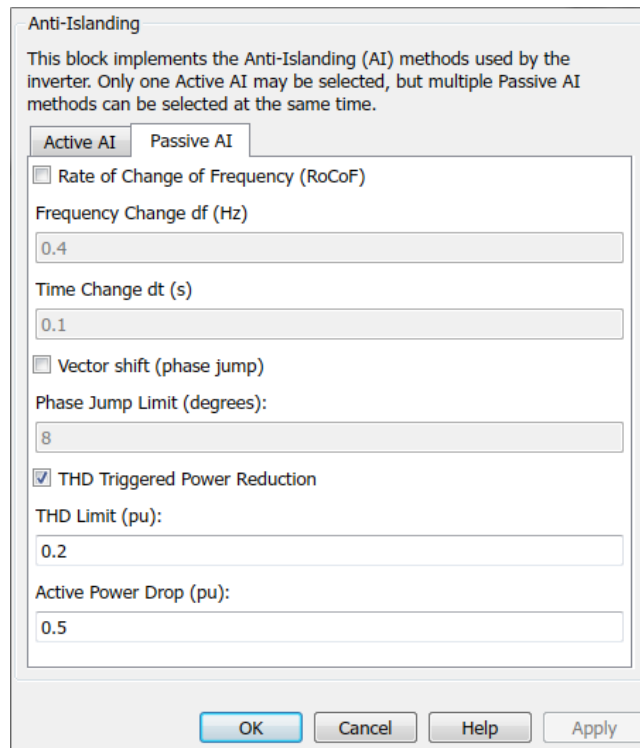 Anti-Islanding
This block implements the Anti-Islanding (AI) methods used by the
inverter. Only one Active AI may be selected, but multiple Passive AI
methods can be selected at the same time.
Active AI
Passive AI
Rate of Change of Frequency (RoCoF)
Frequency Change df (Hz)
0.4
Time Change dt (s)
0.1
Vector shift (phase jump)
Phase Jump Limit (degrees):
8
THD Triggered Power Reduction
THD Limit (pu):
0.2
Active Power Drop (pu):
0.5
OK
Cancel
Help
Apply